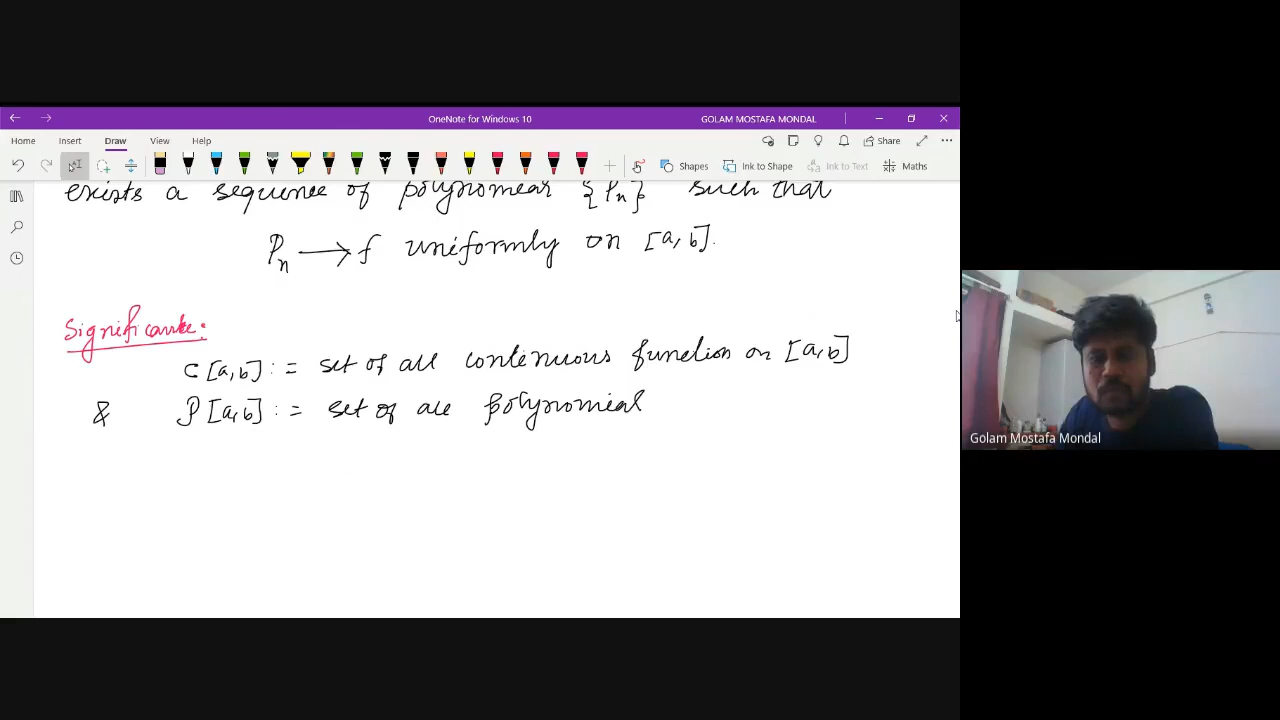 OneNote for Windows 10
GOLAM MOSTAFA MONDAL
Home Insert Draw View Help
Share
Shapes Ink to Shape Ink to Text Maths
exists a sequence of polynomial {Pn} such that
Pn → f uniformly on [a,b].
Significance:
C[a,b] := set of all continuous function on [a,b]
& P[a,b] := set of all polynomial
Golam Mostafa Mondal